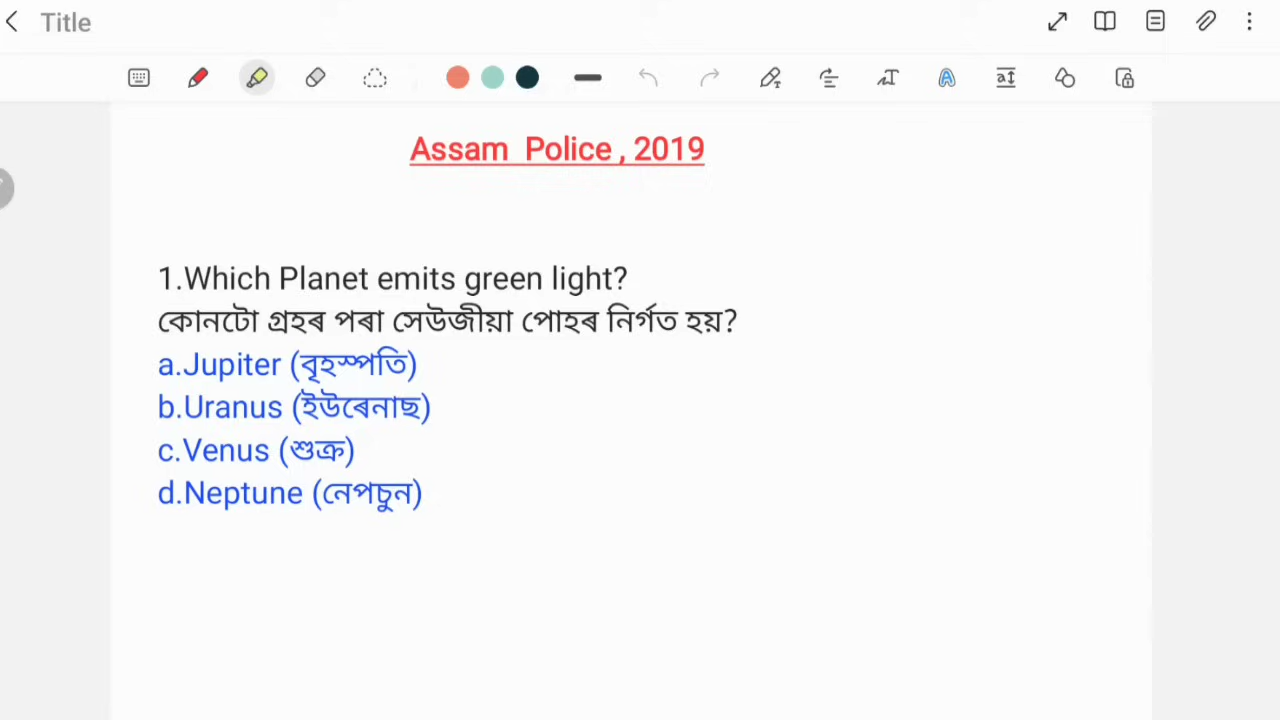 Title
Assam Police , 2019
1.Which Planet emits green light?
কোনটো গ্ৰহৰ পৰা সেউজীয়া পোহৰ নিৰ্গত হয়?
a.Jupiter (বৃহস্পতি)
b.Uranus (ইউৰেনাছ)
c.Venus (শুক্ৰ)
d.Neptune (নেপচুন)